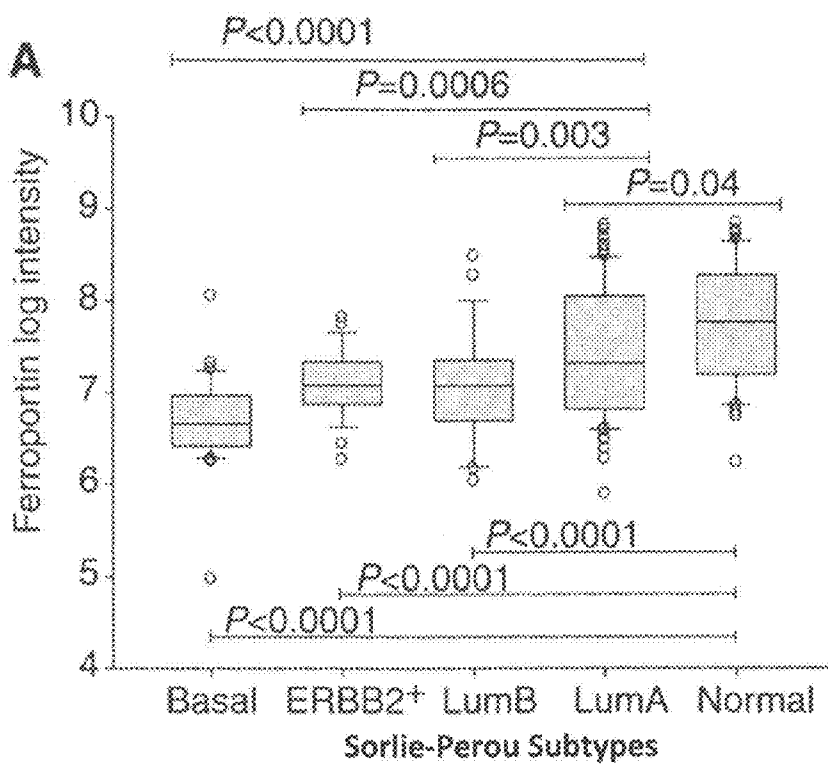 A
P<0.0001
P=0.0006
P=0.003
P=0.04
Ferroportin log intensity
10
9
8
7
6
5
4
P<0.0001
P<0.0001
P<0.0001
Basal ERBB2+ LumB LumA Normal
Sorlie-Perou Subtypes